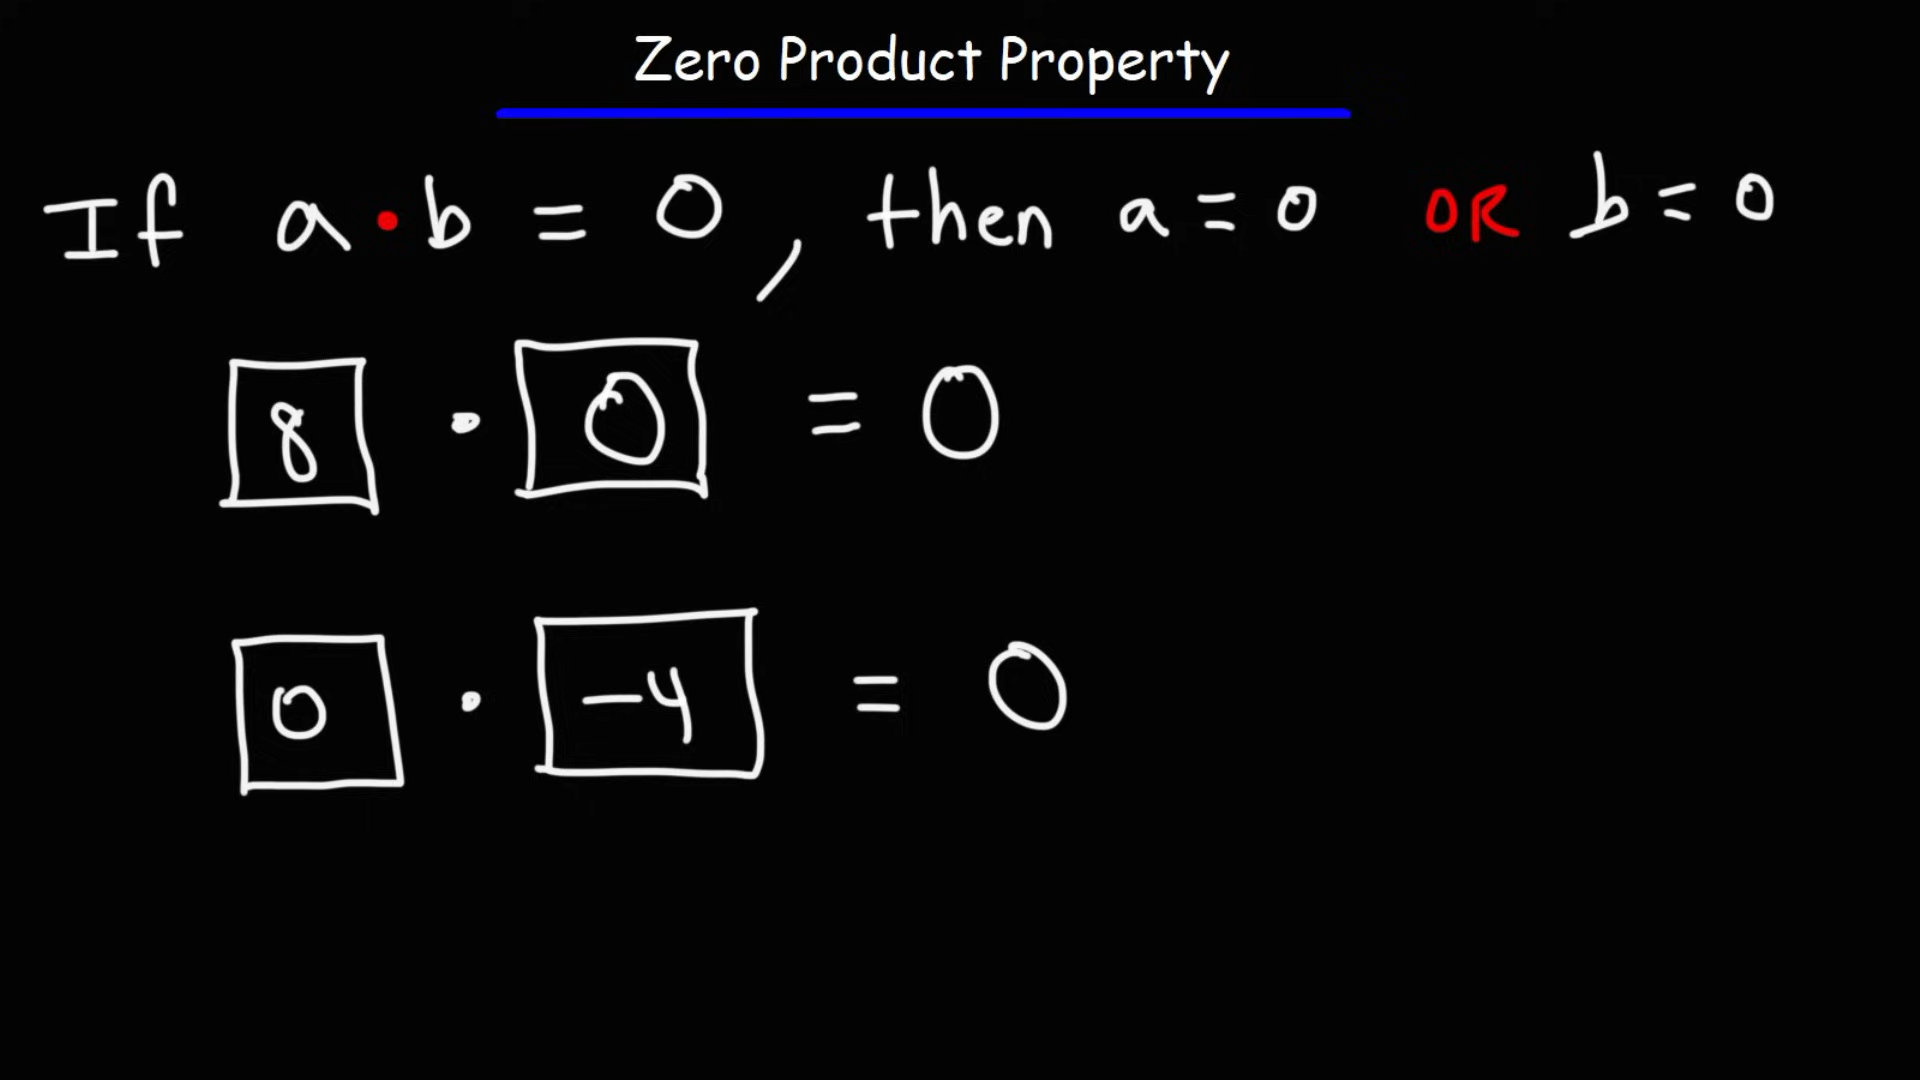 Zero Product Property
If a • b = 0, then a = 0 OR b = 0
8 • 0 = 0
0 • -4 = 0